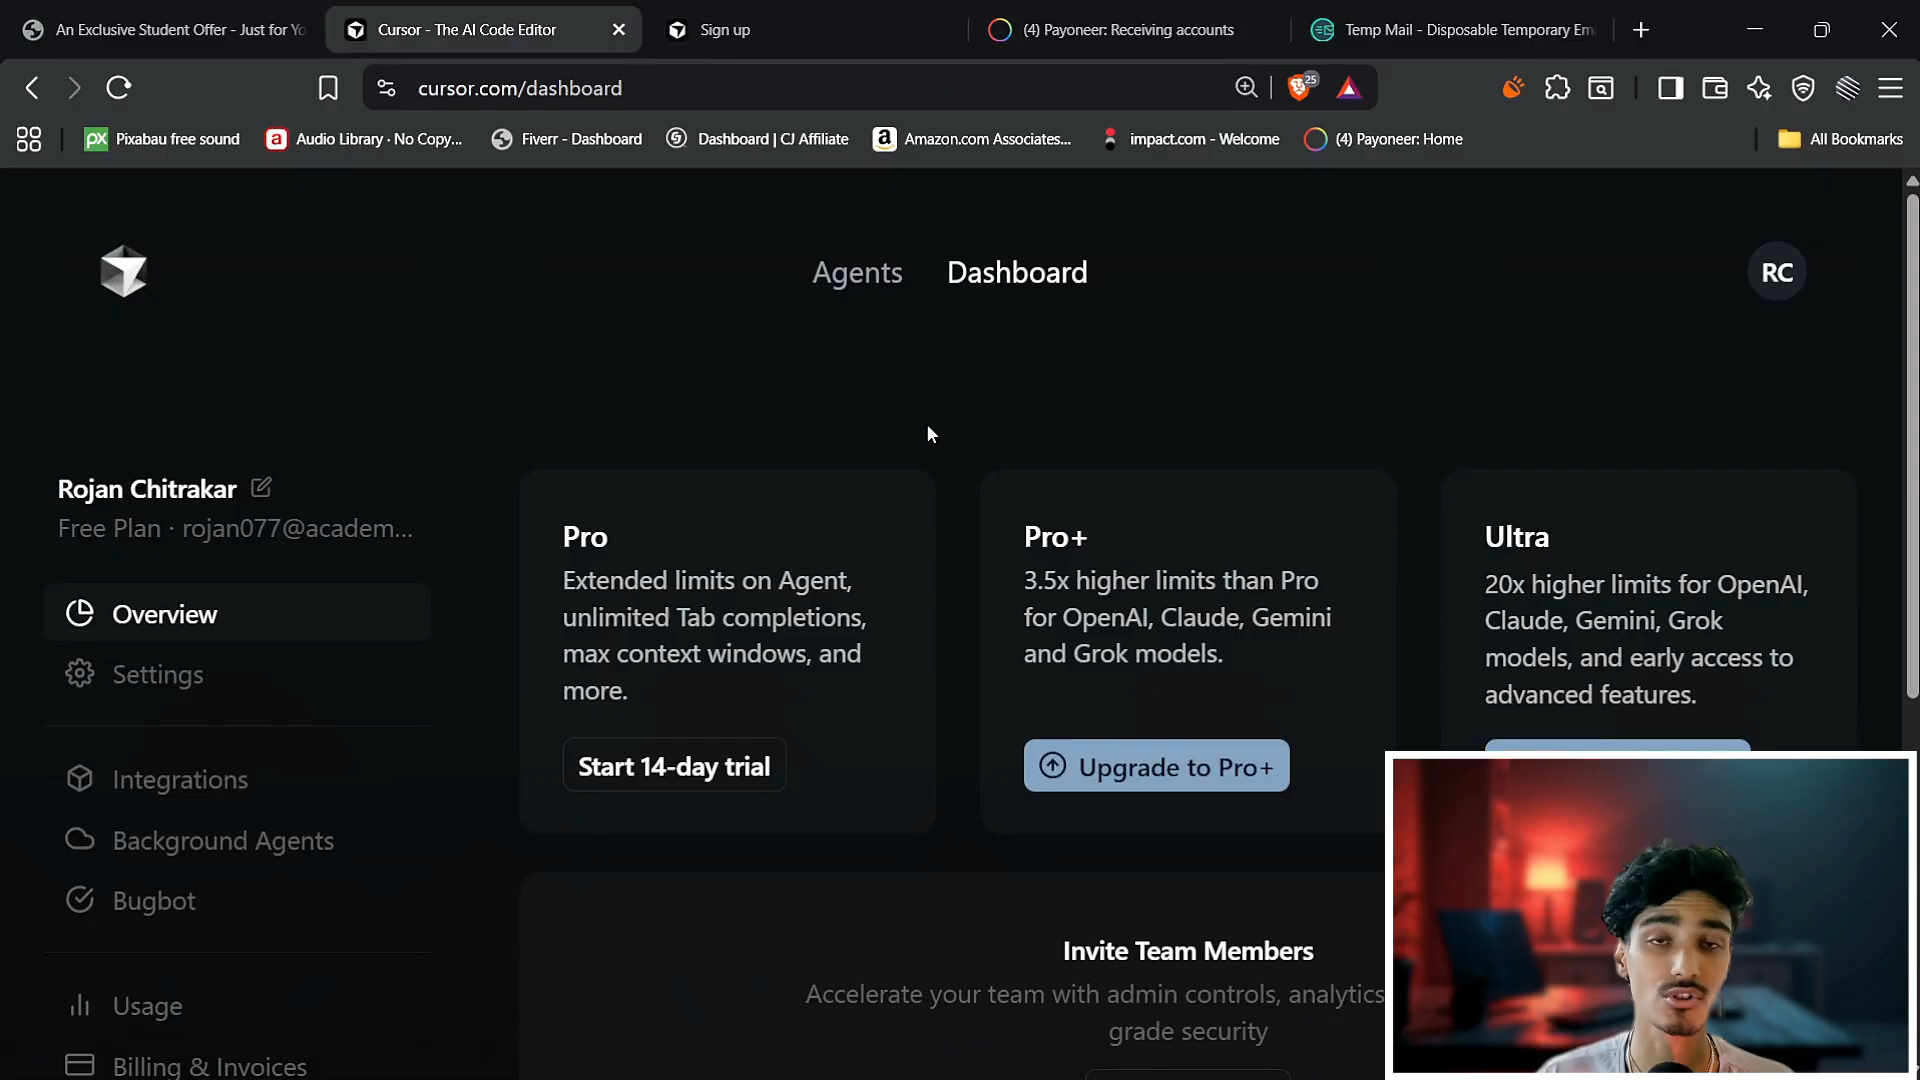 An Exclusive Student Offer - Just for Yo
Cursor - The AI Code Editor
Sign up
(4) Payoneer: Receiving accounts
Temp Mail - Disposable Temporary Em
cursor.com/dashboard
25
px Pixabau free sound
a Audio Library · No Copy...
Fiverr - Dashboard
Dashboard | CJ Affiliate
a Amazon.com Associates...
impact.com - Welcome
(4) Payoneer: Home
All Bookmarks
Agents
Dashboard
RC
Rojan Chitrakar
Free Plan · rojan077@academ...
Overview
Settings
Integrations
Background Agents
Bugbot
Usage
Billing & Invoices
Pro
Extended limits on Agent,
unlimited Tab completions,
max context windows, and
more.
Start 14-day trial
Pro+
3.5x higher limits than Pro
for OpenAI, Claude, Gemini
and Grok models.
Upgrade to Pro+
Ultra
20x higher limits for OpenAI,
Claude, Gemini, Grok
models, and early access to
advanced features.
Invite Team Members
Accelerate your team with admin controls, analytics
grade security